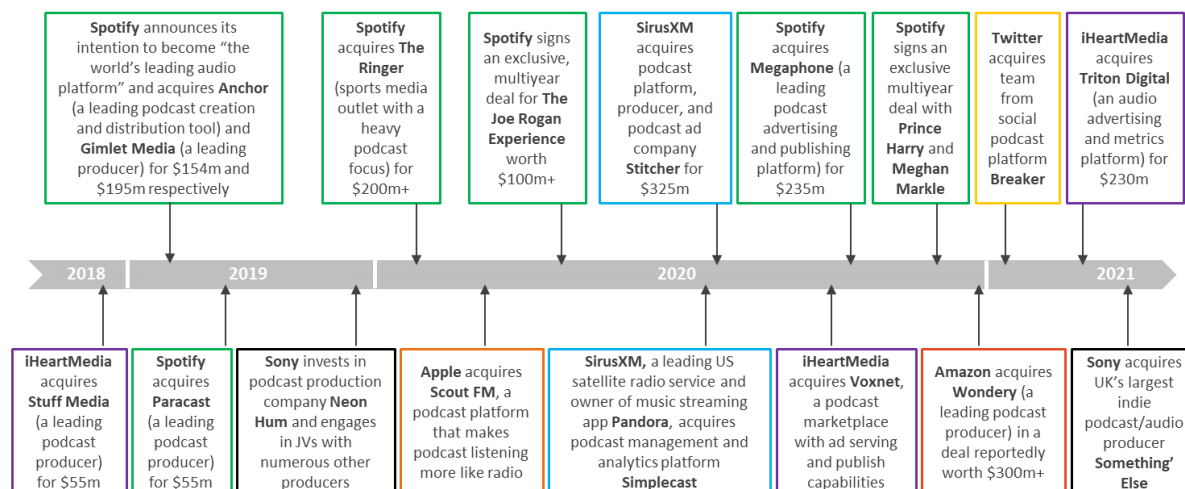 Spotify announces its
intention to become “the
world’s leading audio
platform” and acquires Anchor
(a leading podcast creation
and distribution tool) and
Gimlet Media (a leading
producer) for $154m and
$195m respectively
Spotify
acquires The
Ringer
(sports media
outlet with a
heavy
podcast
focus) for
$200m+
Spotify signs
an exclusive,
multiyear
deal for The
Joe Rogan
Experience
worth
$100m+
SirusXM
acquires
podcast
platform,
producer, and
podcast ad
company
Stitcher for
$325m
Spotify
acquires
Megaphone (a
leading
podcast
advertising
and publishing
platform) for
$235m
Spotify
signs an
exclusive
multiyear
deal with
Prince
Harry and
Meghan
Markle
Twitter
acquires
team
from
social
podcast
platform
Breaker
iHeartMedia
acquires
Triton Digital
(an audio
advertising
and metrics
platform) for
$230m
2018
2019
2020
2021
iHeartMedia
acquires
Stuff Media
(a leading
podcast
producer)
for $55m
Spotify
acquires
Paracast
(a leading
podcast
producer)
for $55m
Sony invests in
podcast production
company Neon
Hum and engages
in JVs with
numerous other
producers
Apple acquires
Scout FM, a
podcast platform
that makes
podcast listening
more like radio
SirusXM, a leading US
satellite radio service and
owner of music streaming
app Pandora, acquires
podcast management and
analytics platform
Simplecast
iHeartMedia
acquires Voxnet,
a podcast
marketplace
with ad serving
and publish
capabilities
Amazon acquires
Wondery (a
leading podcast
producer) in a
deal reportedly
worth $300m+
Sony acquires
UK’s largest
indie
podcast/audio
producer
Something’
Else